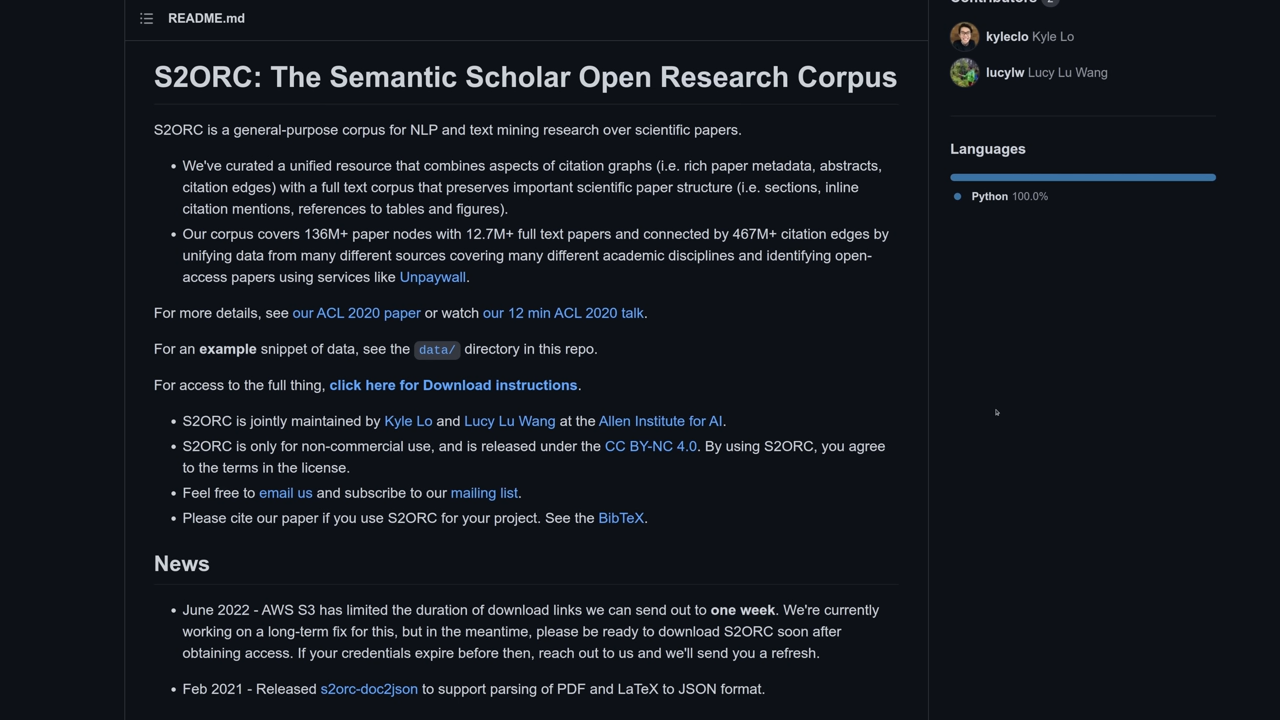 README.md
S2ORC: The Semantic Scholar Open Research Corpus
S2ORC is a general-purpose corpus for NLP and text mining research over scientific papers.
We've curated a unified resource that combines aspects of citation graphs (i.e. rich paper metadata, abstracts,
citation edges) with a full text corpus that preserves important scientific paper structure (i.e. sections, inline
citation mentions, references to tables and figures).
Our corpus covers 136M+ paper nodes with 12.7M+ full text papers and connected by 467M+ citation edges by
unifying data from many different sources covering many different academic disciplines and identifying open-
access papers using services like Unpaywall.
For more details, see our ACL 2020 paper or watch our 12 min ACL 2020 talk.
For an example snippet of data, see the data/ directory in this repo.
For access to the full thing, click here for Download instructions.
S2ORC is jointly maintained by Kyle Lo and Lucy Lu Wang at the Allen Institute for AI.
S2ORC is only for non-commercial use, and is released under the CC BY-NC 4.0. By using S2ORC, you agree
to the terms in the license.
Feel free to email us and subscribe to our mailing list.
Please cite our paper if you use S2ORC for your project. See the BibTeX.
News
June 2022 - AWS S3 has limited the duration of download links we can send out to one week. We're currently
working on a long-term fix for this, but in the meantime, please be ready to download S2ORC soon after
obtaining access. If your credentials expire before then, reach out to us and we'll send you a refresh.
Feb 2021 - Released s2orc-doc2json to support parsing of PDF and LaTeX to JSON format.
Contributors 2
kyleclo Kyle Lo
lucylw Lucy Lu Wang
Languages
Python 100.0%